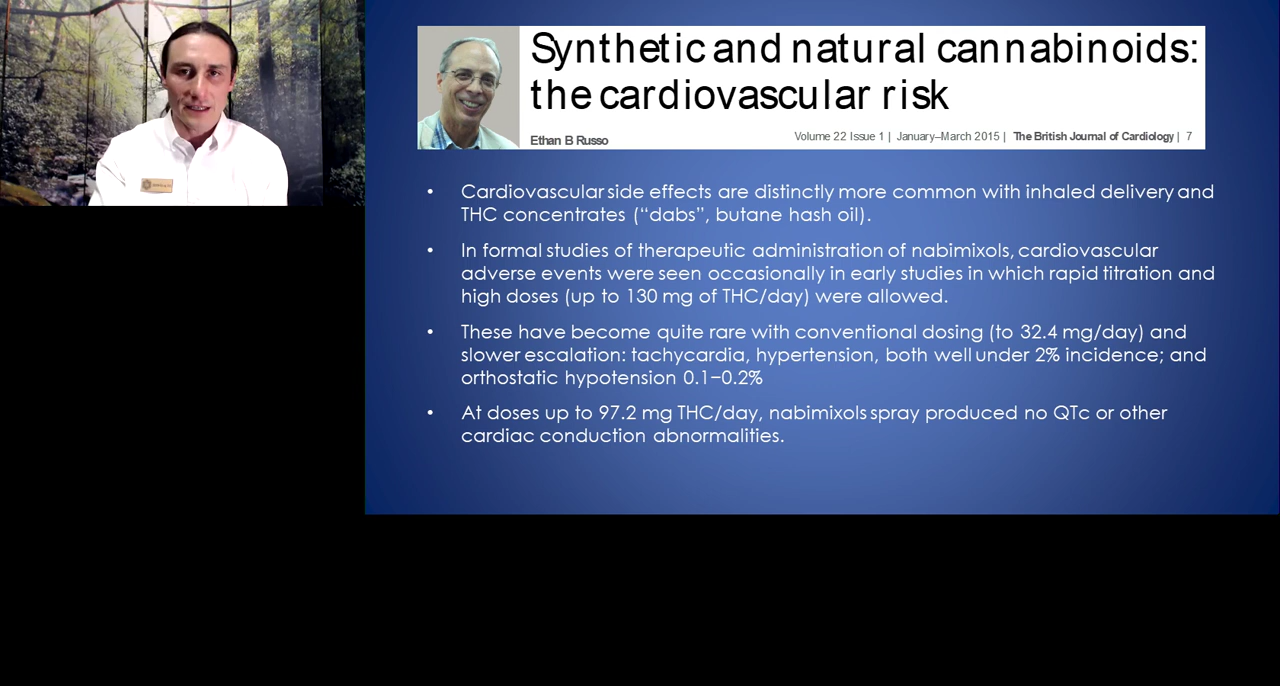 Synthetic and natural cannabinoids:
the cardiovascular risk
Ethan B Russo
Volume 22 Issue 1 | January–March 2015 | The British Journal of Cardiology | 7
• Cardiovascular side effects are distinctly more common with inhaled delivery and
THC concentrates (“dabs”, butane hash oil).
• In formal studies of therapeutic administration of nabimixols, cardiovascular
adverse events were seen occasionally in early studies in which rapid titration and
high doses (up to 130 mg of THC/day) were allowed.
• These have become quite rare with conventional dosing (to 32.4 mg/day) and
slower escalation: tachycardia, hypertension, both well under 2% incidence; and
orthostatic hypotension 0.1–0.2%
• At doses up to 97.2 mg THC/day, nabimixols spray produced no QTc or other
cardiac conduction abnormalities.